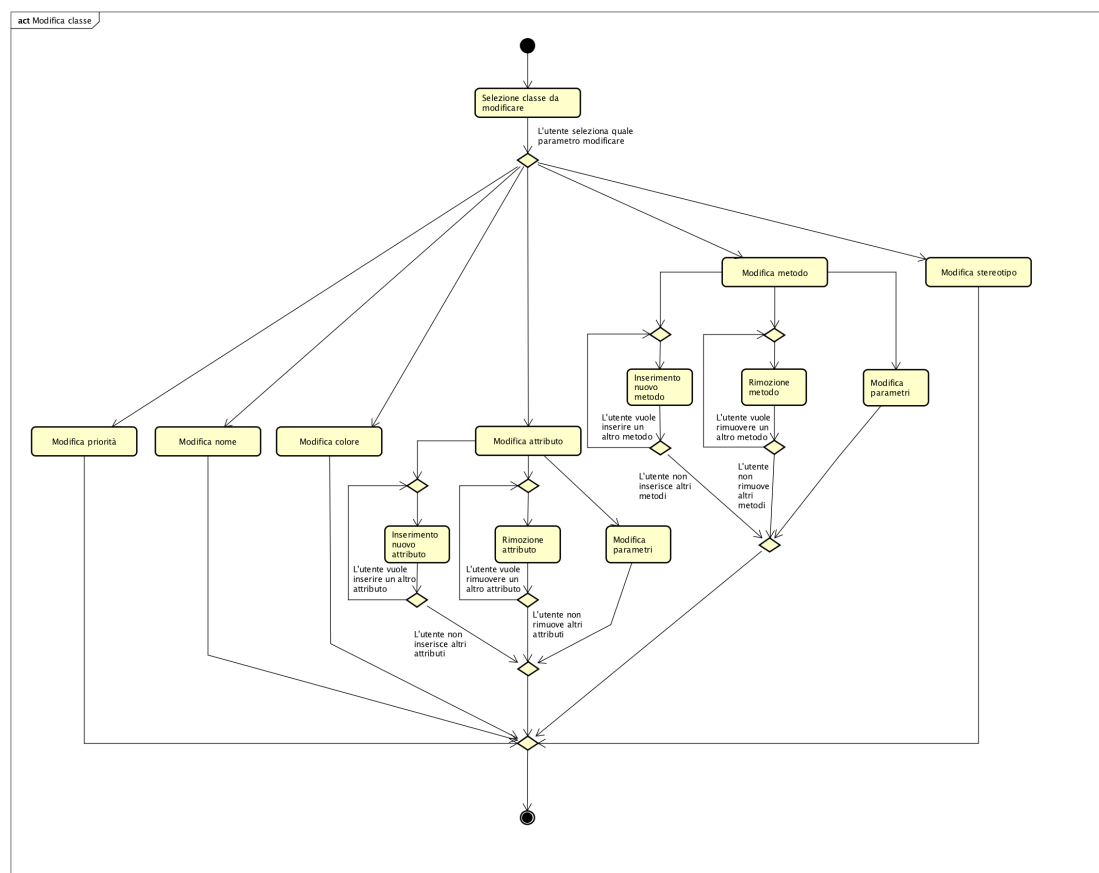 act Modifica classe
Selezione classe da
modificare
L'utente seleziona quale
parametro modificare
Modifica metodo
Modifica stereotipo
Inserimento
nuovo
metodo
Rimozione
metodo
Modifica
parametri
L'utente vuole
inserire un
altro metodo
L'utente vuole
rimuovere un
altro metodo
Modifica priorità
Modifica nome
Modifica colore
Modifica attributo
L'utente non
inserisce altri
metodi
L'utente
non
rimuove
altri
metodi
Inserimento
nuovo
attributo
Rimozione
attributo
Modifica
parametri
L'utente vuole
inserire un altro
attributo
L'utente vuole
rimuovere un
altro attributo
L'utente non
inserisce altri
attributi
L'utente non
rimuove altri
attributi